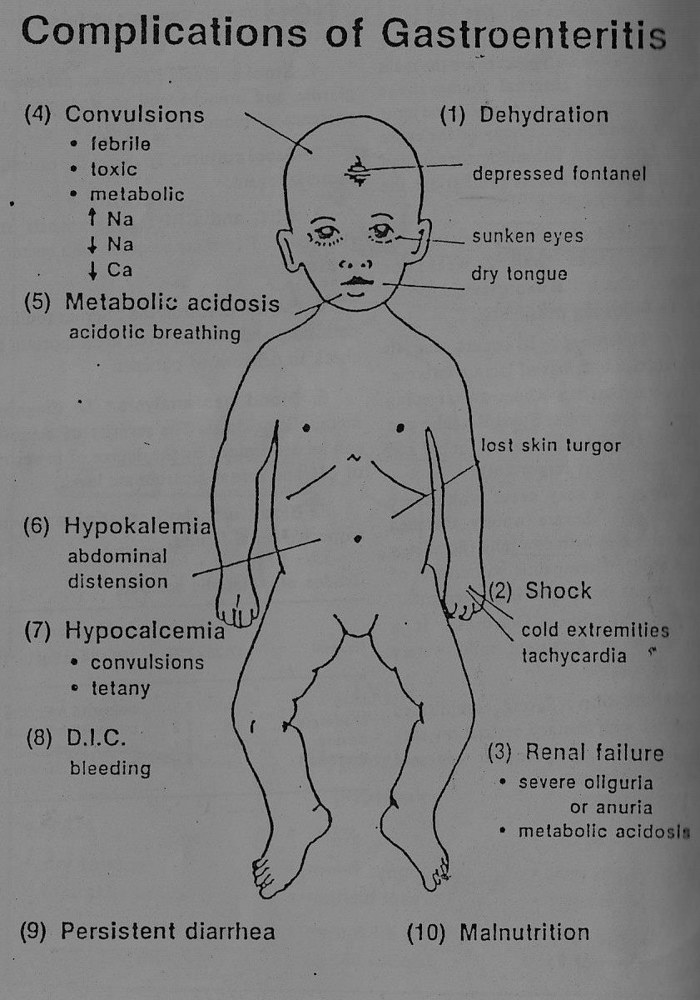 Complications of Gastroenteritis
(4) Convulsions
• febrile
• toxic
• metabolic
↑ Na
↓ Na
↓ Ca
(5) Metabolic acidosis
acidotic breathing
(1) Dehydration
depressed fontanel
sunken eyes
dry tongue
lost skin turgor
(6) Hypokalemia
abdominal
distension
(2) Shock
cold extremities
tachycardia
(7) Hypocalcemia
• convulsions
• tetany
(8) D.I.C.
bleeding
(3) Renal failure
• severe oliguria
or anuria
• metabolic acidosis
(9) Persistent diarrhea
(10) Malnutrition